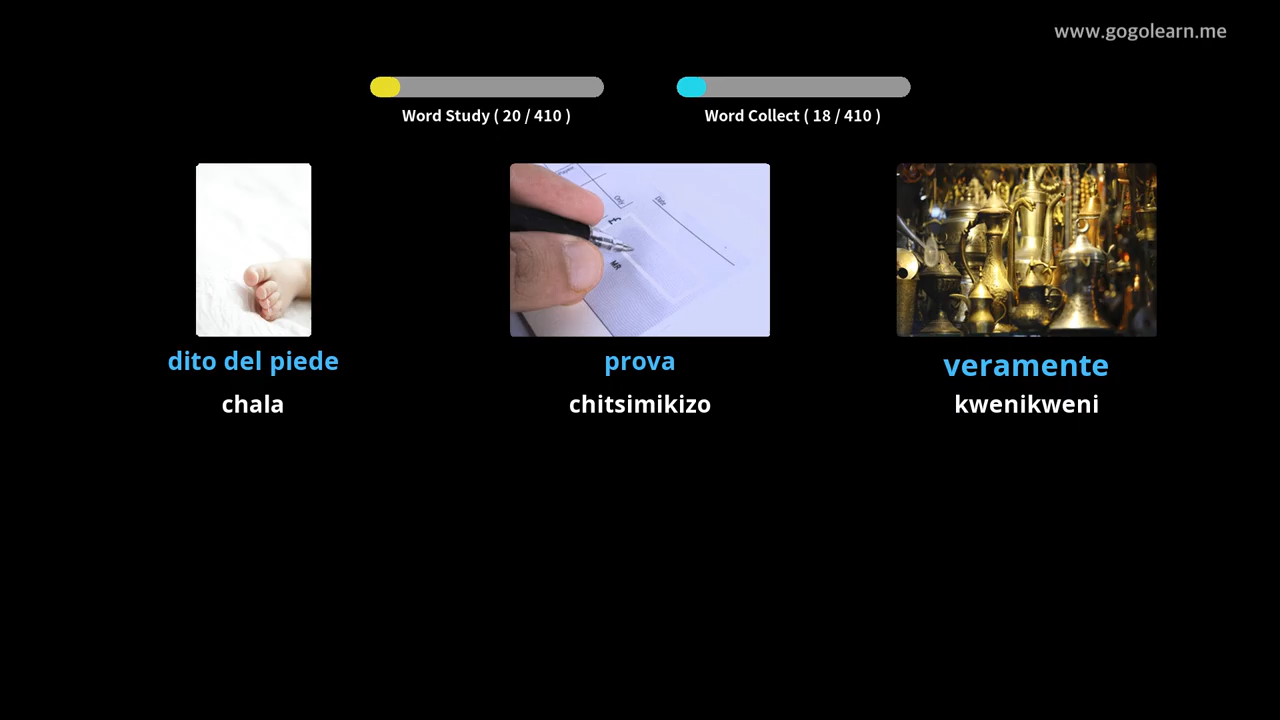 www.gogolearn.me
Word Study ( 20 / 410 )
Word Collect ( 18 / 410 )
dito del piede
prova
veramente
chala
chitsimikizo
kwenikweni